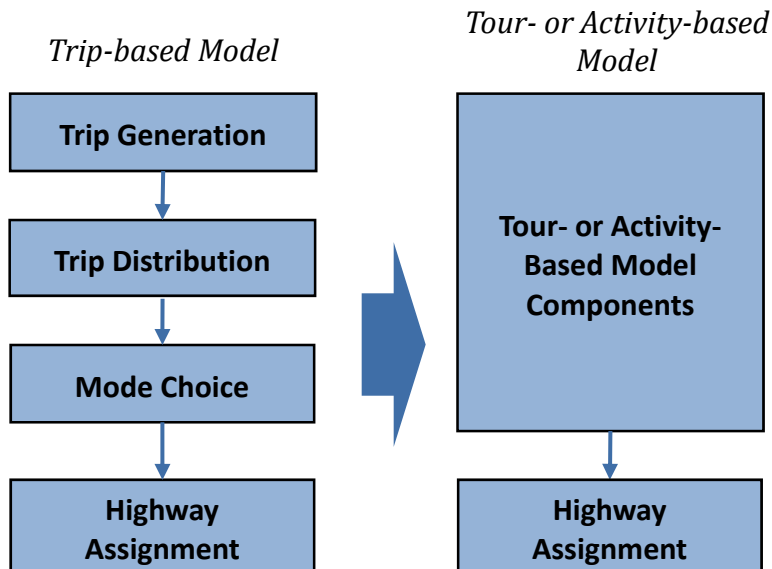 Trip-based Model
Trip Generation
Trip Distribution
Mode Choice
Highway
Assignment
Tour- or Activity-based
Model
Tour- or Activity-
Based Model
Components
Highway
Assignment